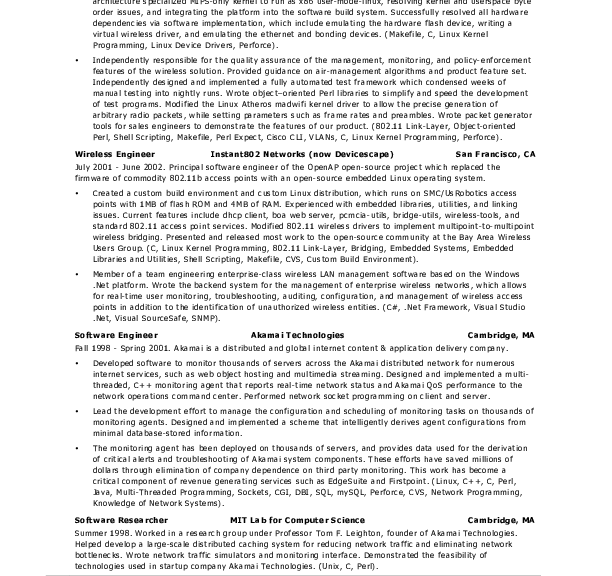 architecture specialized MIPS-only kernel to run as x86 user-mode-linux, resolving kernel and userspace byte
order issues, and integrating the platform into the software build system. Successfully resolved all hardware
dependencies via software implementation, which include emulating the hardware flash device, writing a
virtual wireless driver, and emulating the ethernet and bonding devices. (Makefile, C, Linux Kernel
Programming, Linux Device Drivers, Perforce).
• Independently responsible for the quality assurance of the management, monitoring, and policy-enforcement
features of the wireless solution. Provided guidance on air-management algorithms and product feature set.
Independently designed and implemented a fully automated test framework which condensed weeks of
manual testing into nightly runs. Wrote object-oriented Perl libraries to simplify and speed the development
of test programs. Modified the Linux Atheros madwifi kernel driver to allow the precise generation of
arbitrary radio packets, while setting parameters such as frame rates and preambles. Wrote packet generator
tools for sales engineers to demonstrate the features of our product. (802.11 Link-Layer, Object-oriented
Perl, Shell Scripting, Makefile, Perl Expect, Cisco CLI, VLANs, C, Linux Kernel Programming, Perforce).
Wireless Engineer Instant802 Networks (now Devicescape) San Francisco, CA
July 2001 - June 2002. Principal software engineer of the OpenAP open-source project which replaced the
firmware of commodity 802.11b access points with an open-source embedded Linux operating system.
• Created a custom build environment and custom Linux distribution, which runs on SMC/UsRobotics access
points with 1MB of flash ROM and 4MB of RAM. Experienced with embedded libraries, utilities, and linking
issues. Current features include dhcp client, boa web server, pcmcia-utils, bridge-utils, wireless-tools, and
standard 802.11 access point services. Modified 802.11 wireless drivers to implement multipoint-to-multipoint
wireless bridging. Presented and released most work to the open-source community at the Bay Area Wireless
Users Group. (C, Linux Kernel Programming, 802.11 Link-Layer, Bridging, Embedded Systems, Embedded
Libraries and Utilities, Shell Scripting, Makefile, CVS, Custom Build Environment).
• Member of a team engineering enterprise-class wireless LAN management software based on the Windows
.Net platform. Wrote the backend system for the management of enterprise wireless networks, which allows
for real-time user monitoring, troubleshooting, auditing, configuration, and management of wireless access
points in addition to the identification of unauthorized wireless entities. (C#, .Net Framework, Visual Studio
.Net, Visual SourceSafe, SNMP).
Software Engineer Akamai Technologies Cambridge, MA
Fall 1998 - Spring 2001. Akamai is a distributed and global internet content & application delivery company.
• Developed software to monitor thousands of servers across the Akamai distributed network for numerous
internet services, such as web object hosting and multimedia streaming. Designed and implemented a multi-
threaded, C++ monitoring agent that reports real-time network status and Akamai QoS performance to the
network operations command center. Performed network socket programming on client and server.
• Lead the development effort to manage the configuration and scheduling of monitoring tasks on thousands of
monitoring agents. Designed and implemented a scheme that intelligently derives agent configurations from
minimal database-stored information.
• The monitoring agent has been deployed on thousands of servers, and provides data used for the derivation
of critical alerts and troubleshooting of Akamai system components. These efforts have saved millions of
dollars through elimination of company dependence on third party monitoring. This work has become a
critical component of revenue generating services such as EdgeSuite and Firstpoint. (Linux, C++, C, Perl,
Java, Multi-Threaded Programming, Sockets, CGI, DBI, SQL, mySQL, Perforce, CVS, Network Programming,
Knowledge of Network Systems).
Software Researcher MIT Lab for Computer Science Cambridge, MA
Summer 1998. Worked in a research group under Professor Tom F. Leighton, founder of Akamai Technologies.
Helped develop a large-scale distributed caching system for reducing network traffic and eliminating network
bottlenecks. Wrote network traffic simulators and monitoring interface. Demonstrated the feasibility of
technologies used in startup company Akamai Technologies. (Unix, C, Perl).